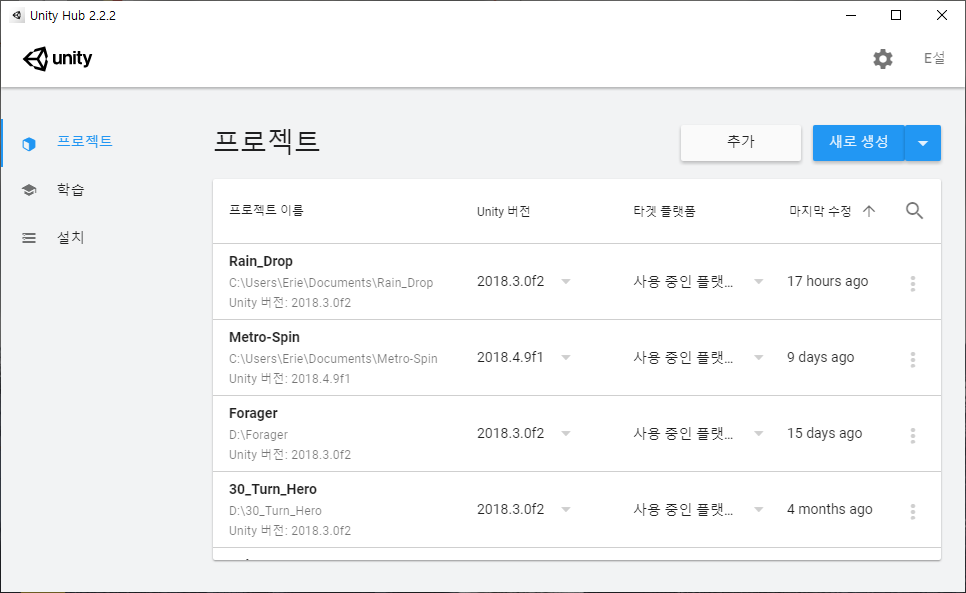 Unity Hub 2.2.2
unity
E설
프로젝트
학습
설치
프로젝트
추가
새로 생성
프로젝트 이름 Unity 버전 타겟 플랫폼 마지막 수정
Rain_Drop
C:\Users\Erie\Documents\Rain_Drop
Unity 버전: 2018.3.0f2
2018.3.0f2 사용 중인 플랫... 17 hours ago
Metro-Spin
C:\Users\Erie\Documents\Metro-Spin
Unity 버전: 2018.4.9f1
2018.4.9f1 사용 중인 플랫... 9 days ago
Forager
D:\Forager
Unity 버전: 2018.3.0f2
2018.3.0f2 사용 중인 플랫... 15 days ago
30_Turn_Hero
D:\30_Turn_Hero
Unity 버전: 2018.3.0f2
2018.3.0f2 사용 중인 플랫... 4 months ago